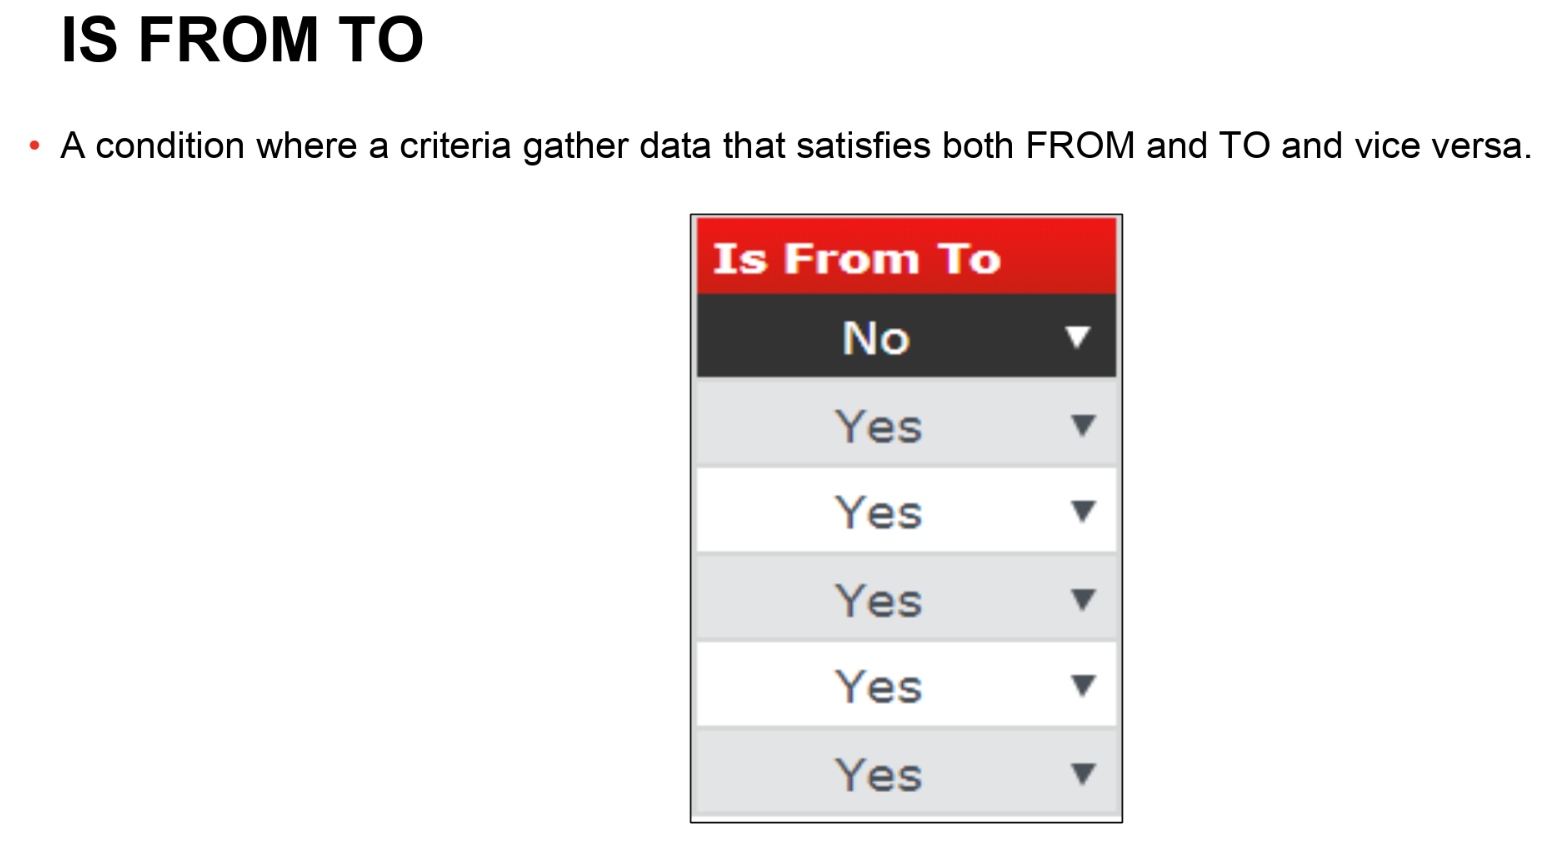 IS FROM TO
• A condition where a criteria gather data that satisfies both FROM and TO and vice versa.
Is From To
No
Yes
Yes
Yes
Yes
Yes